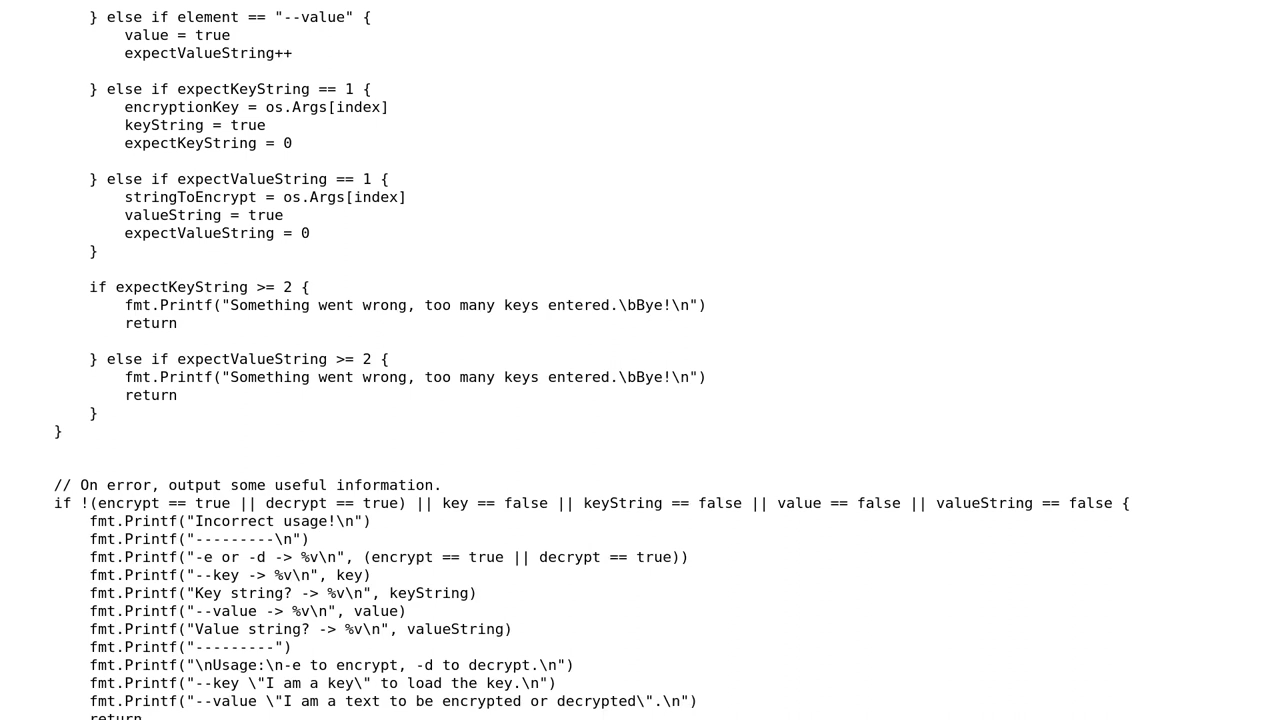 } else if element == "--value" {
value = true
expectValueString++
} else if expectKeyString == 1 {
encryptionKey = os.Args[index]
keyString = true
expectKeyString = 0
} else if expectValueString == 1 {
stringToEncrypt = os.Args[index]
valueString = true
expectValueString = 0
}
if expectKeyString >= 2 {
fmt.Printf("Something went wrong, too many keys entered.\bBye!\n")
return
} else if expectValueString >= 2 {
fmt.Printf("Something went wrong, too many keys entered.\bBye!\n")
return
}
}
// On error, output some useful information.
if !(encrypt == true || decrypt == true) || key == false || keyString == false || value == false || valueString == false {
fmt.Printf("Incorrect usage!\n")
fmt.Printf("---------\n")
fmt.Printf("-e or -d -> %v\n", (encrypt == true || decrypt == true))
fmt.Printf("--key -> %v\n", key)
fmt.Printf("Key string? -> %v\n", keyString)
fmt.Printf("--value -> %v\n", value)
fmt.Printf("Value string? -> %v\n", valueString)
fmt.Printf("---------")
fmt.Printf("\nUsage:\n-e to encrypt, -d to decrypt.\n")
fmt.Printf("--key \"I am a key\" to load the key.\n")
fmt.Printf("--value \"I am a text to be encrypted or decrypted\".\n")
return